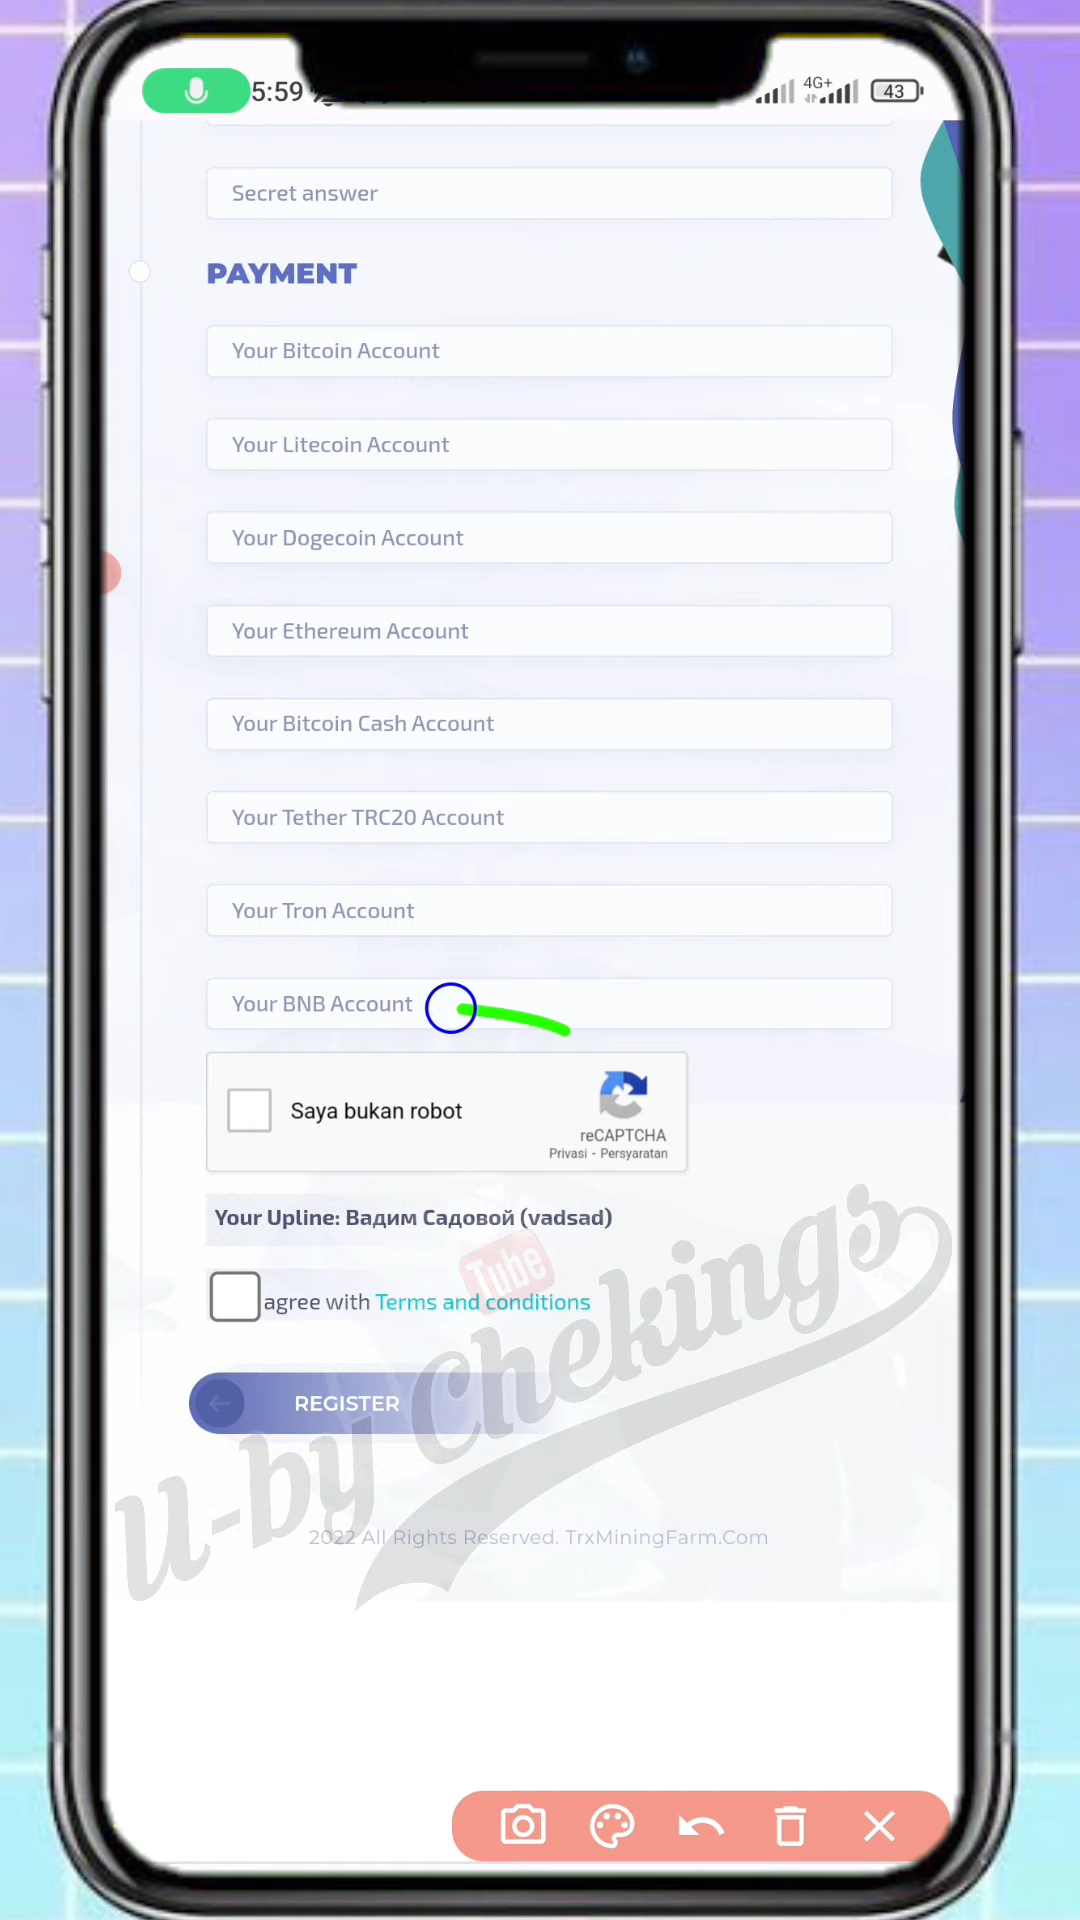 5:59
4G+
43
Secret answer
PAYMENT
Your Bitcoin Account
Your Litecoin Account
Your Dogecoin Account
Your Ethereum Account
Your Bitcoin Cash Account
Your Tether TRC20 Account
Your Tron Account
Your BNB Account
Saya bukan robot
reCAPTCHA
Privasi - Persyaratan
Your Upline: Вадим Садовой (vadsad)
Tube
agree with Terms and conditions
REGISTER
u-by Chekings
2022 All Rights Reserved. TrxMiningFarm.Com